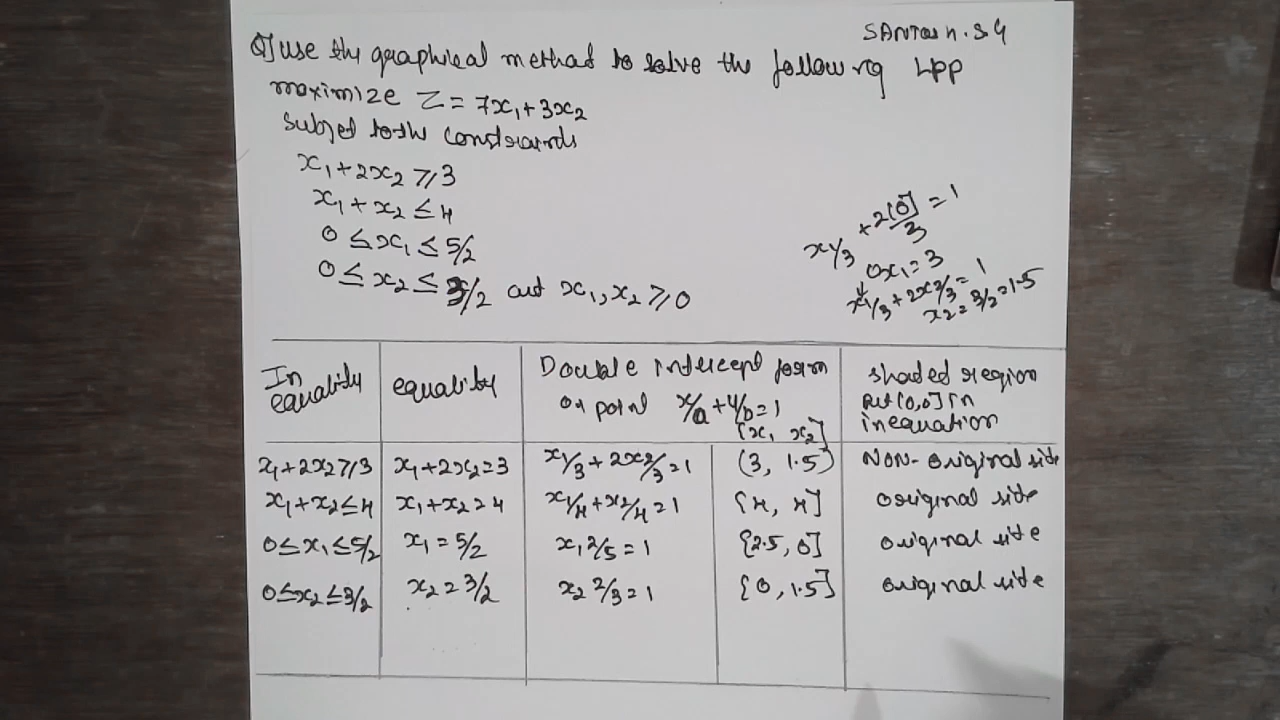 SANTOSH. S G
Q] use the graphical method to solve the following LPP
maximize Z = 7x₁ + 3x₂
Subject to the constraints
x₁ + 2x₂ ≥ 3
x₁ + x₂ ≤ 4
0 ≤ x₁ ≤ 5/2
0 ≤ x₂ ≤ 3/2 and x₁, x₂ ≥ 0
x₁/3 + 2[0]/3 = 1
x₁ = 3
x₁/3 + 2x2/3 = 1
x2 = 3/2 = 1.5
In equality | equality | Double intercept form or point x/a + y/b = 1 [x₁, x₂] | shaded region put [0,0] in inequation
x₁+2x₂ ≥ 3 | x₁+2x₂=3 | x₁/3 + 2x₂/3 = 1 | (3, 1.5) | NON- original side
x₁+x₂ ≤ 4 | x₁+x₂ = 4 | x₁/4 + x₂/4 = 1 | [4, 4] | original side
0≤x₁≤5/2 | x₁ = 5/2 | x₁ 2/5 = 1 | [2.5, 0] | original side
0≤x₂≤3/2 | x₂ = 3/2 | x₂ 2/3 = 1 | [0, 1.5] | original side